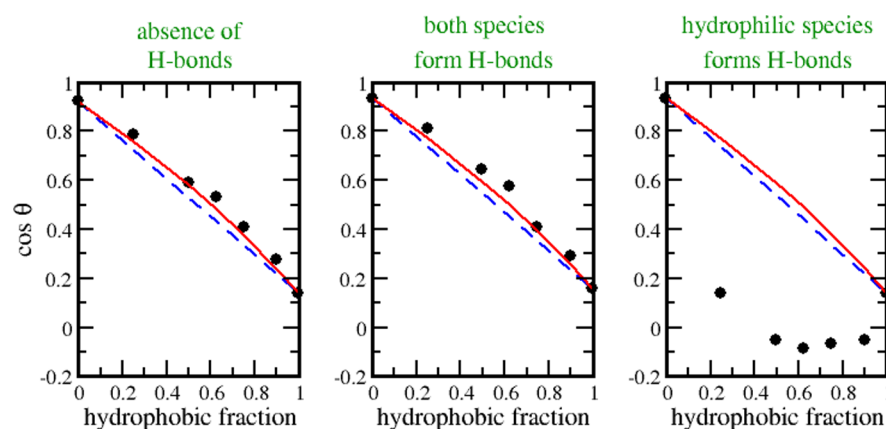 absence of
H-bonds
both species
form H-bonds
hydrophilic species
forms H-bonds
cos θ
1
0.8
0.6
0.4
0.2
0
-0.2
0 0.2 0.4 0.6 0.8 1
hydrophobic fraction
1
0.8
0.6
0.4
0.2
0
-0.2
0 0.2 0.4 0.6 0.8 1
hydrophobic fraction
1
0.8
0.6
0.4
0.2
0
-0.2
0 0.2 0.4 0.6 0.8
hydrophobic fraction